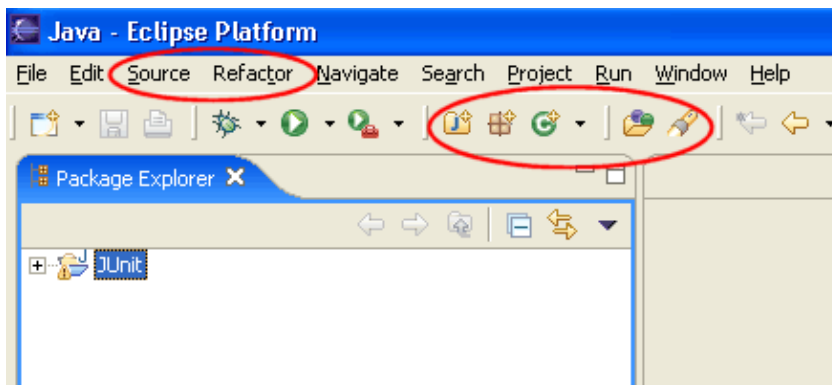 Java - Eclipse Platform
File Edit Source Refactor Navigate Search Project Run Window Help
Package Explorer
JUnit